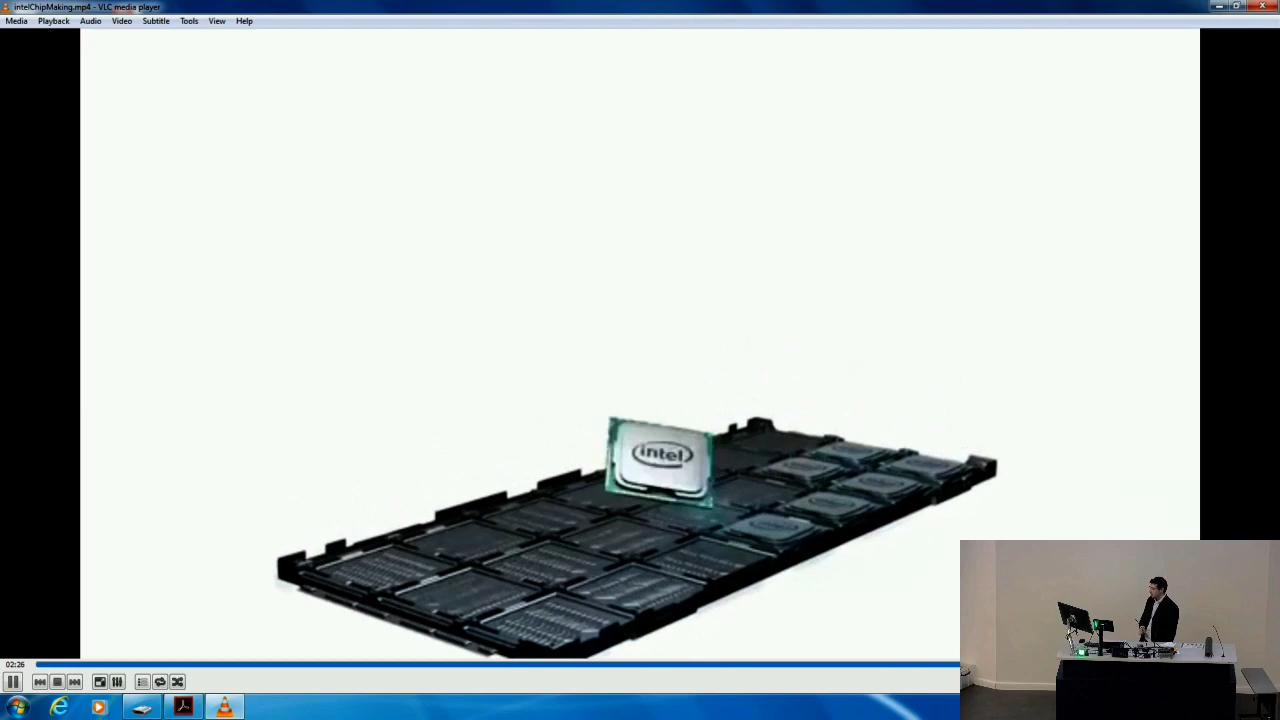 intelChipMaking.mp4 - VLC media player
Media Playback Audio Video Subtitle Tools View Help
intel
02:26